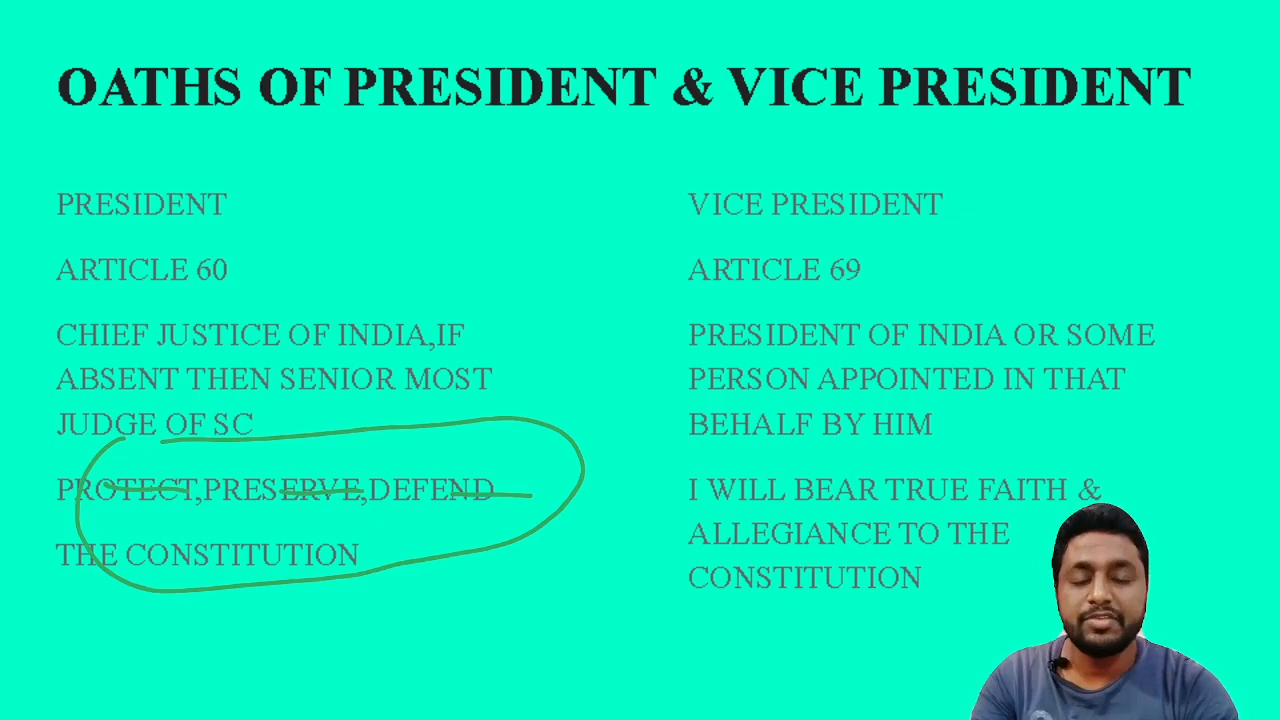 OATHS OF PRESIDENT & VICE PRESIDENT
PRESIDENT
ARTICLE 60
CHIEF JUSTICE OF INDIA,IF
ABSENT THEN SENIOR MOST
JUDGE OF SC
PROTECT,PRESERVE,DEFEND
THE CONSTITUTION
VICE PRESIDENT
ARTICLE 69
PRESIDENT OF INDIA OR SOME
PERSON APPOINTED IN THAT
BEHALF BY HIM
I WILL BEAR TRUE FAITH &
ALLEGIANCE TO THE
CONSTITUTION